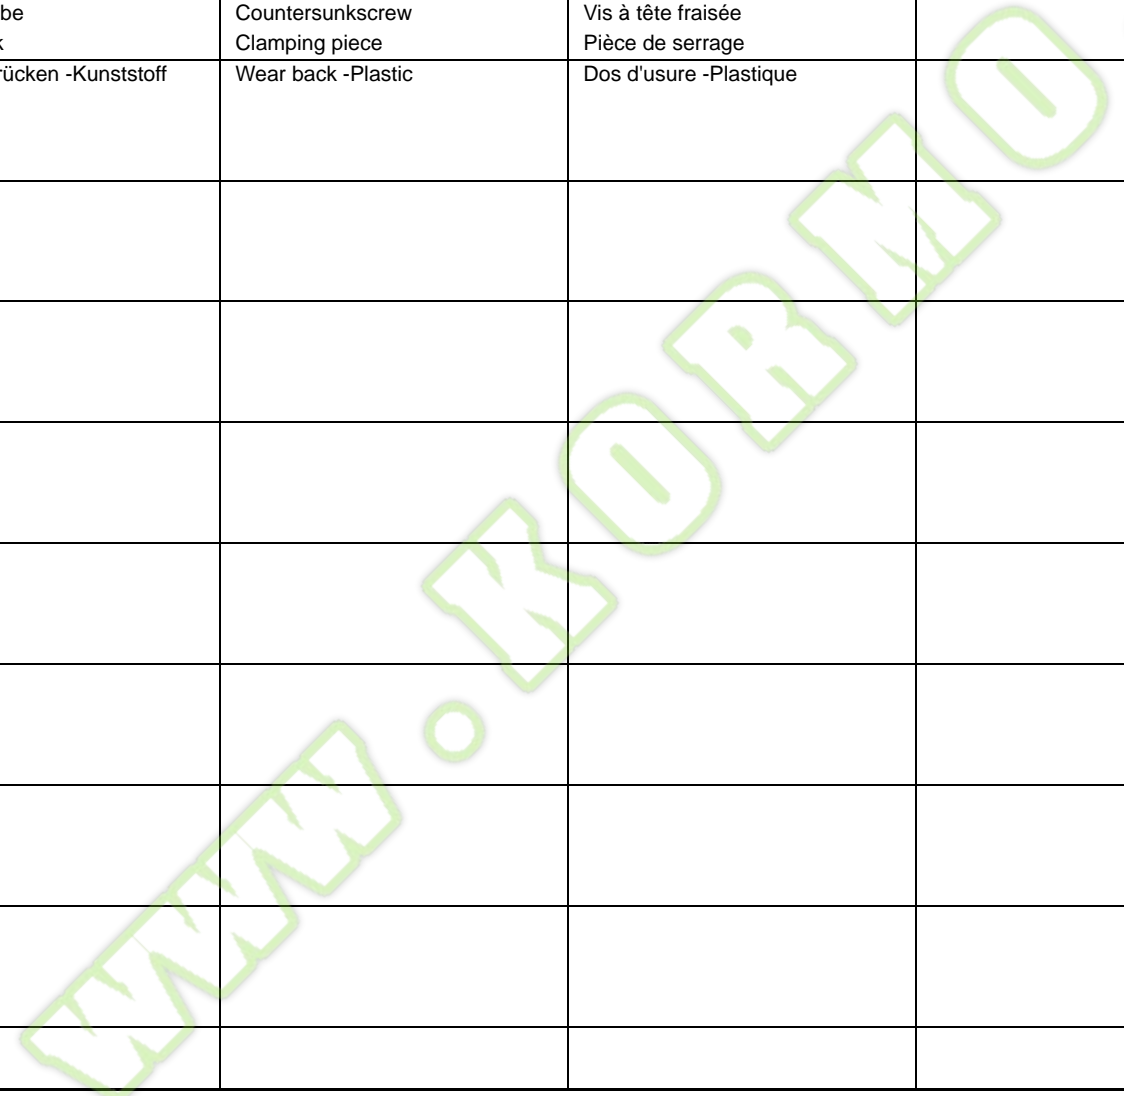 be Countersunkscrew Vis à tête fraisée
Clamping piece Pièce de serrage
rücken -Kunststoff Wear back -Plastic Dos d'usure -Plastique
WWW.KORMO